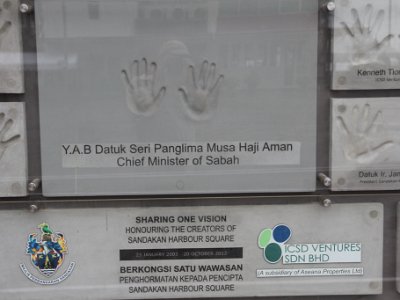 Y.A.B Datuk Seri Panglima Musa Haji Aman
Chief Minister of Sabah
Kenneth
Datuk Ir.
SHARING ONE VISION
HONOURING THE CREATORS OF
SANDAKAN HARBOUR SQUARE
BERKONGSI SATU WAWASAN
PENGHORMATAN KEPADA PENCIPTA
SANDAKAN HARBOUR SQUARE
ICSD VENTURES
SDN BHD
(A subsidiary of Aseana Properties Ltd)